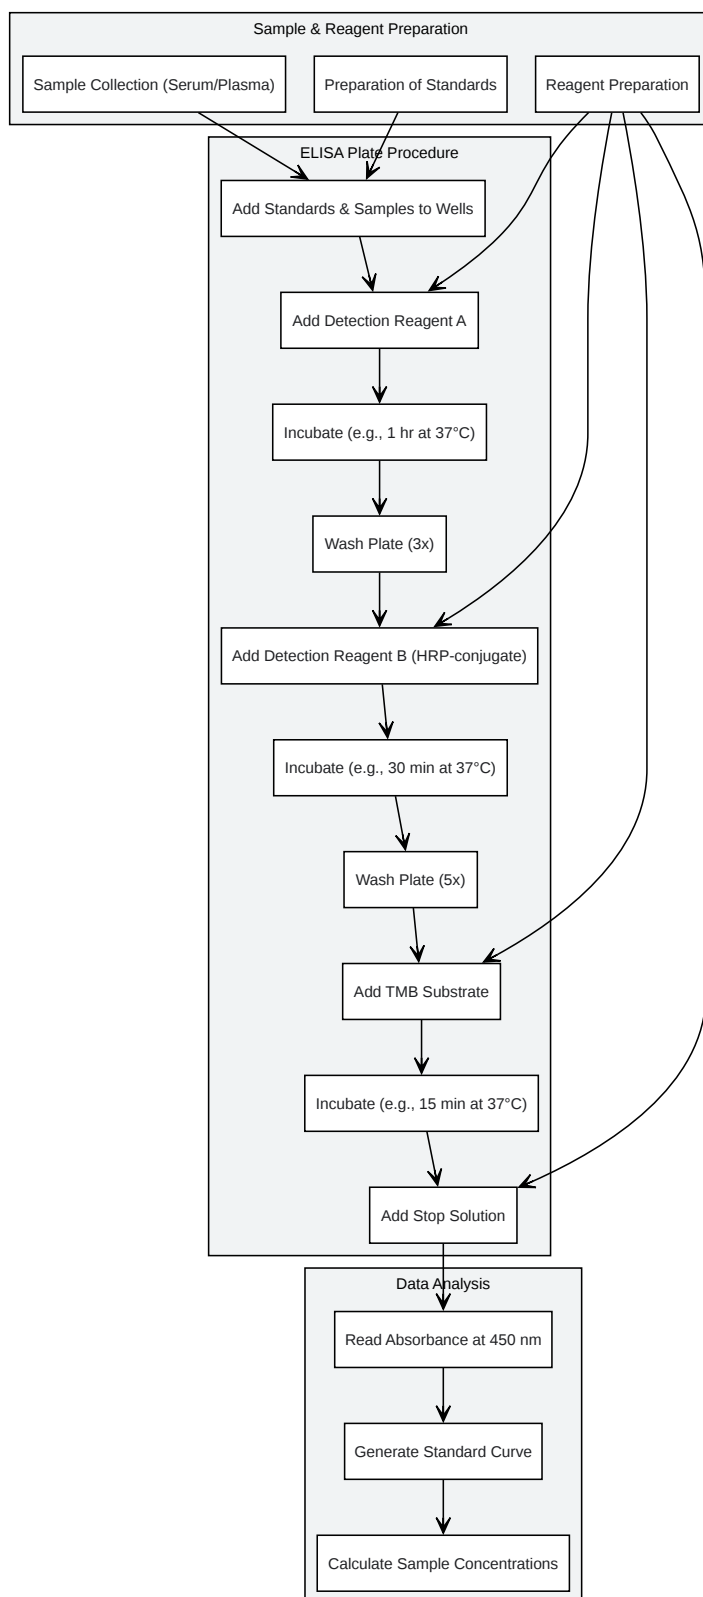 Sample & Reagent Preparation
Sample Collection (Serum/Plasma)
Preparation of Standards
Reagent Preparation
ELISA Plate Procedure
Add Standards & Samples to Wells
Add Detection Reagent A
Incubate (e.g., 1 hr at 37°C)
Wash Plate (3x)
Add Detection Reagent B (HRP-conjugate)
Incubate (e.g., 30 min at 37°C)
Wash Plate (5x)
Add TMB Substrate
Incubate (e.g., 15 min at 37°C)
Add Stop Solution
Data Analysis
Read Absorbance at 450 nm
Generate Standard Curve
Calculate Sample Concentrations